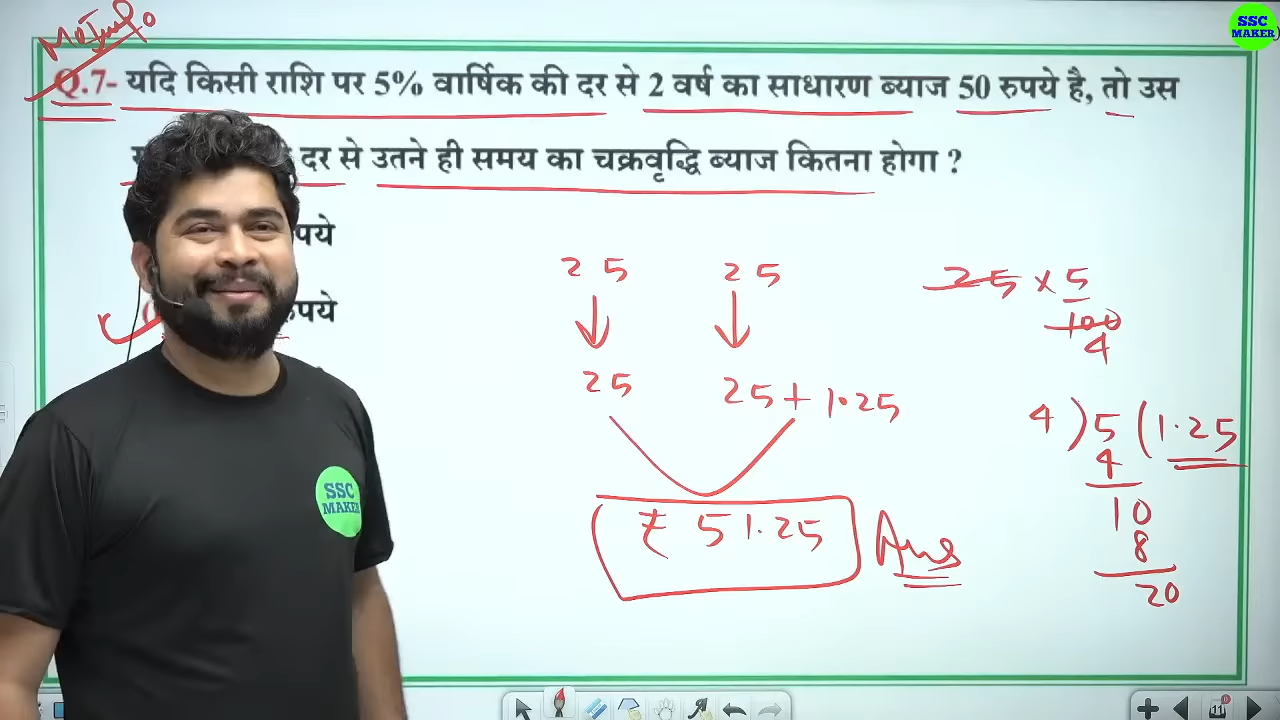 SSC
MAKER
Q.7- यदि किसी राशि पर 5% वार्षिक की दर से 2 वर्ष का साधारण ब्याज 50 रुपये है, तो उस
दर से उतने ही समय का चक्रवृद्धि ब्याज कितना होगा ?
रुपये
रुपये
25 25 25 × 5
100
4
25 25 + 1.25
4 ) 5 ( 1.25
4
10
8
20
₹ 51.25 Ans
SSC
MAKER
11